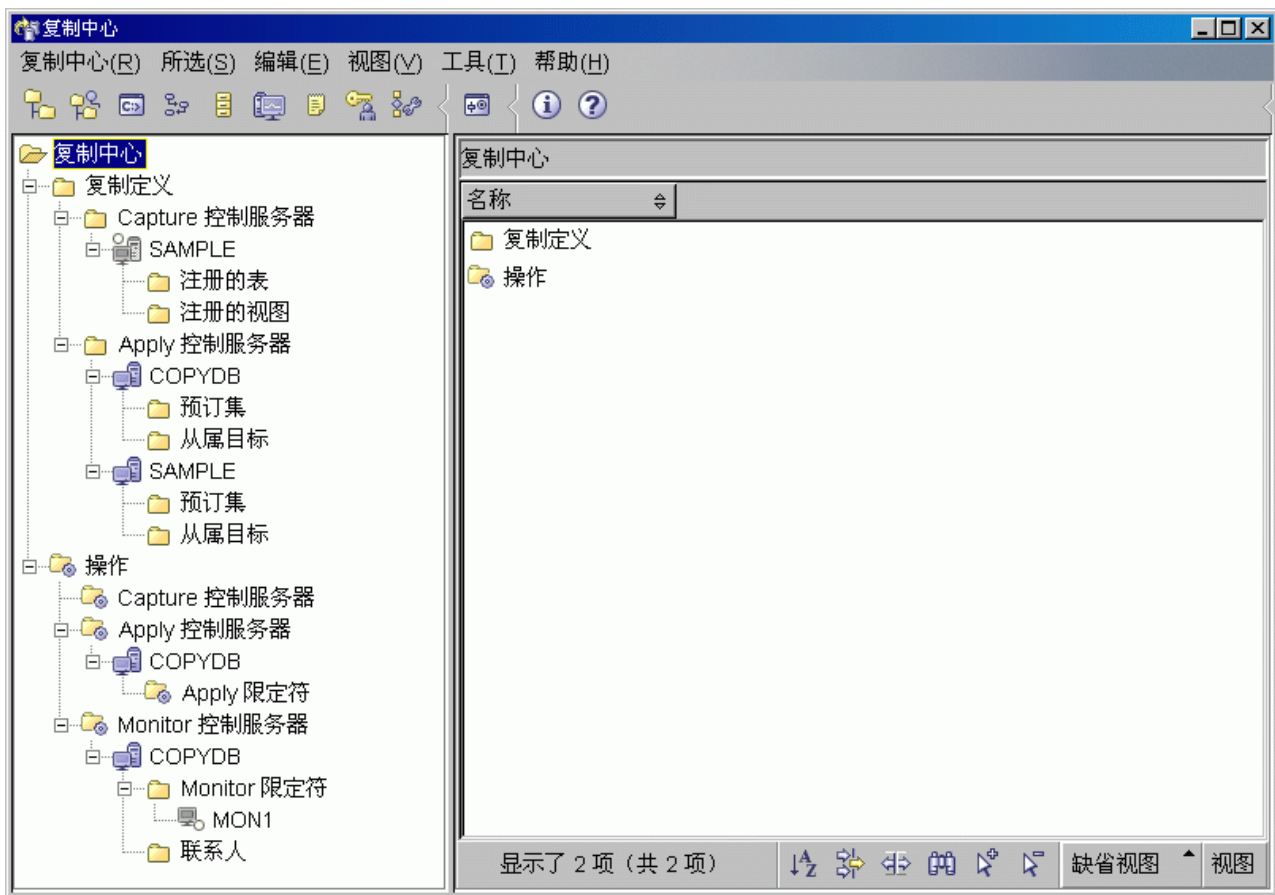 复制中心
复制中心(R) 所选(S) 编辑(E) 视图(V) 工具(T) 帮助(H)
复制中心
复制定义
Capture 控制服务器
SAMPLE
注册的表
注册的视图
Apply 控制服务器
COPYDB
预订集
从属目标
SAMPLE
预订集
从属目标
操作
Capture 控制服务器
Apply 控制服务器
COPYDB
Apply 限定符
Monitor 控制服务器
COPYDB
Monitor 限定符
MON1
联系人
复制中心
名称
复制定义
操作
显示了 2 项（共 2 项） 缺省视图 视图